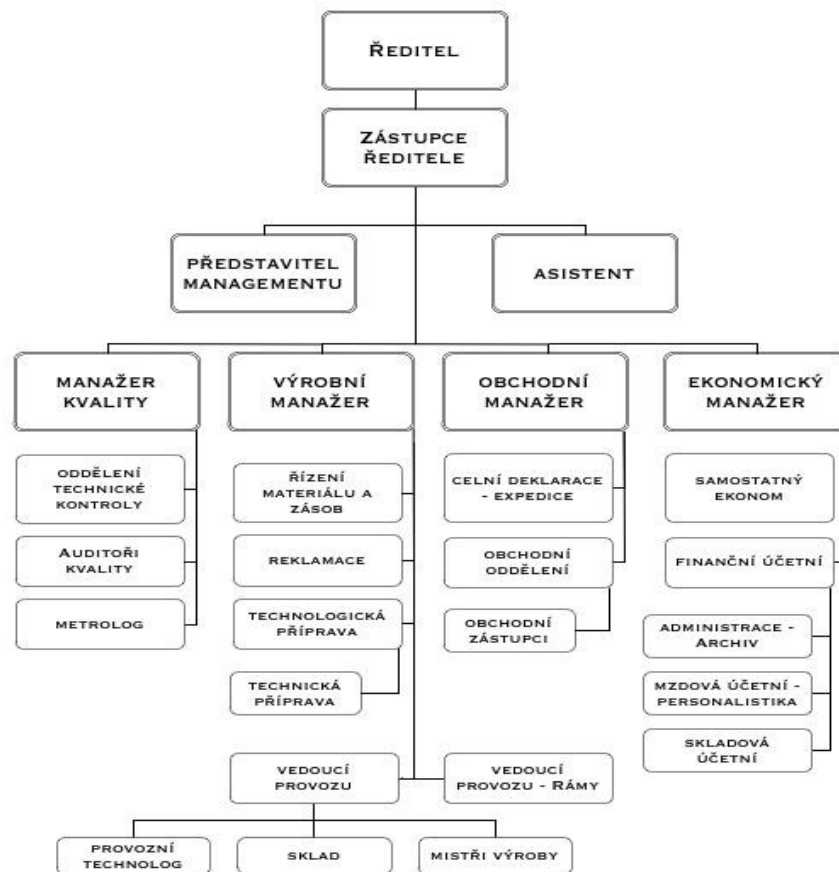 ŘEDITEL
ZÁSTUPCE
ŘEDITELE
PŘEDSTAVITEL
MANAGEMENTU
ASISTENT
MANAŽER
KVALITY
VÝROBNÍ
MANAŽER
OBCHODNÍ
MANAŽER
EKONOMICKÝ
MANAŽER
ODDĚLENÍ
TECHNICKÉ
KONTROLY
AUDITOŘI
KVALITY
METROLOG
ŘÍZENÍ
MATERIÁLU A
ZÁSOB
REKLAMACE
TECHNOLOGICKÁ
PŘÍPRAVA
TECHNICKÁ
PŘÍPRAVA
CELNÍ DEKLARACE
- EXPEDICE
OBCHODNÍ
ODDĚLENÍ
OBCHODNÍ
ZÁSTUPCI
SAMOSTATNÝ
EKONOM
FINANČNÍ ÚČETNÍ
ADMINISTRACE -
ARCHIV
MZDOVÁ ÚČETNÍ -
PERSONALISTIKA
SKLADOVÁ
ÚČETNÍ
VEDOUCÍ
PROVOZU
VEDOUCÍ
PROVOZU - RÁMY
PROVOZNÍ
TECHNOLOG
SKLAD
MISTŘI VÝROBY